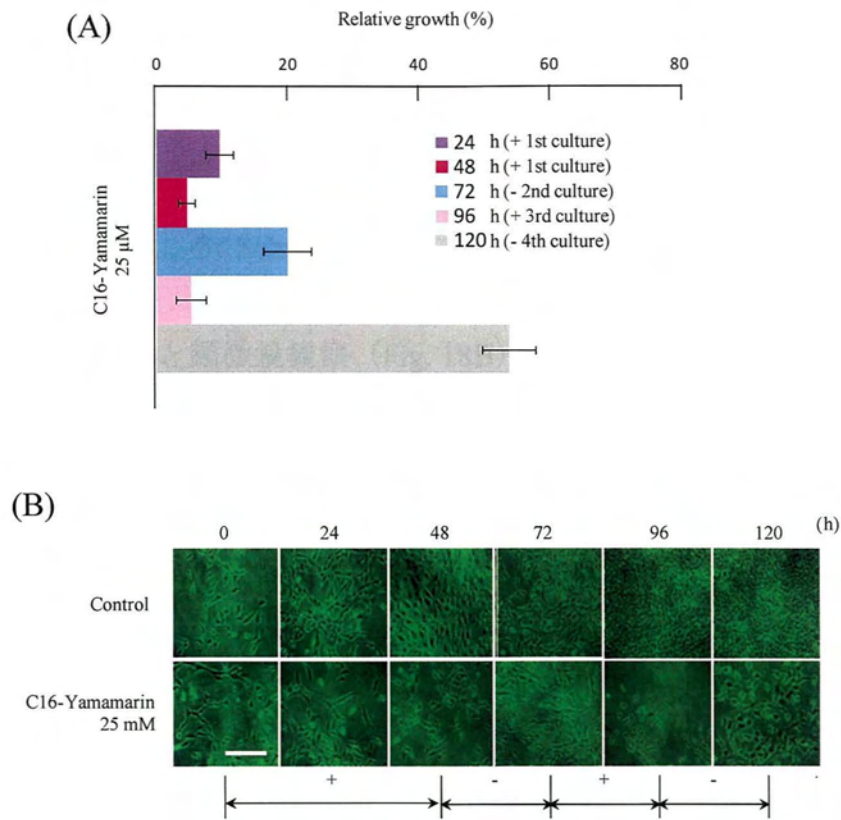 (A)
Relative growth (%)
0 20 40 60 80
24 h (+ 1st culture)
48 h (+ 1st culture)
72 h (- 2nd culture)
96 h (+ 3rd culture)
120 h (- 4th culture)
C16-Yamamarin
25 µM
(B)
0 24 48 72 96 120 (h)
Control
C16-Yamamarin
25 mM
+ - + -